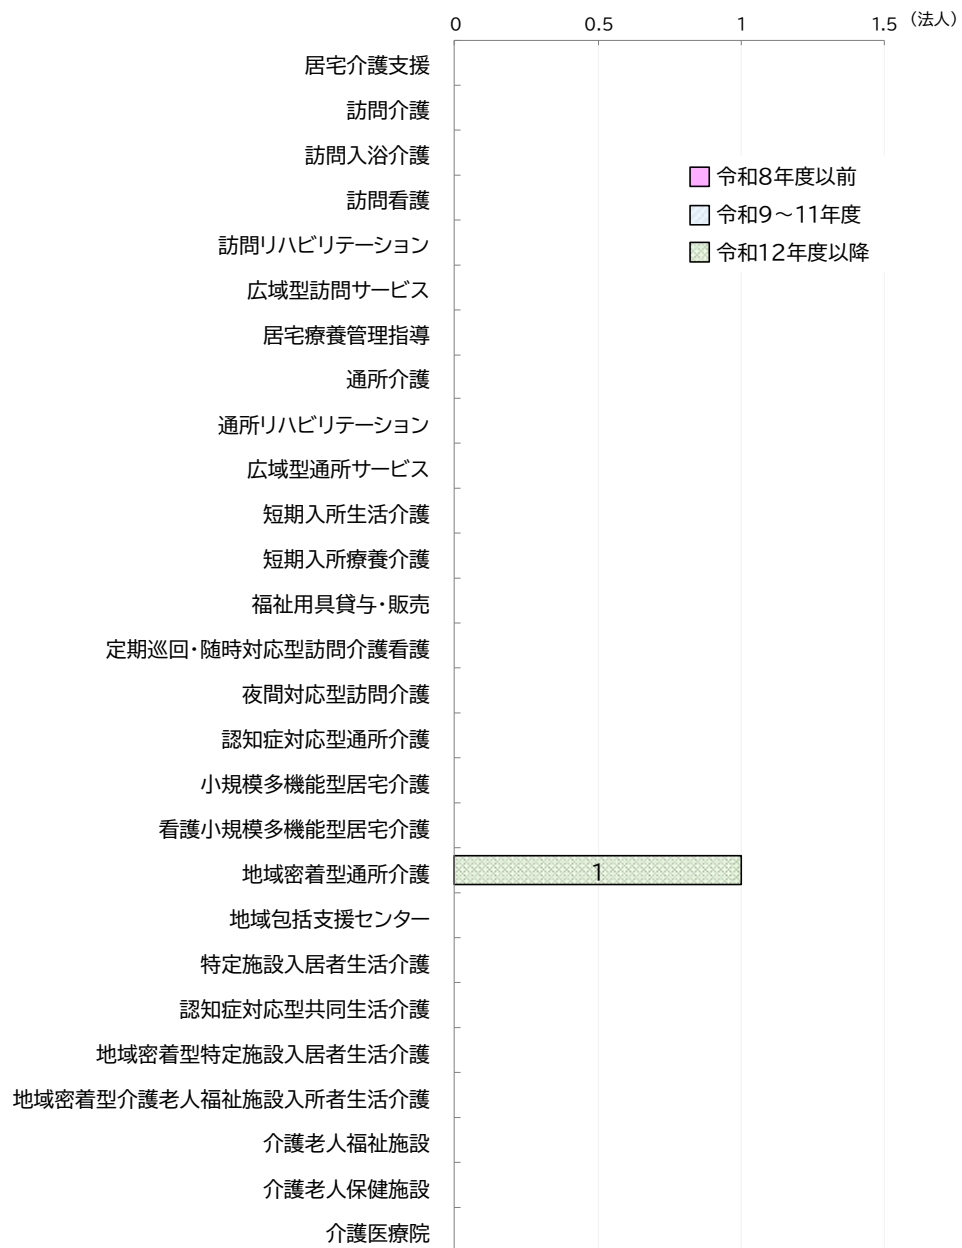 0 0.5 1 1.5 （法人）
居宅介護支援
訪問介護
訪問入浴介護
令和8年度以前
訪問看護
令和9～11年度
訪問リハビリテーション
令和12年度以降
広域型訪問サービス
居宅療養管理指導
通所介護
通所リハビリテーション
広域型通所サービス
短期入所生活介護
短期入所療養介護
福祉用具貸与・販売
定期巡回・随時対応型訪問介護看護
夜間対応型訪問介護
認知症対応型通所介護
小規模多機能型居宅介護
看護小規模多機能型居宅介護
地域密着型通所介護 1
地域包括支援センター
特定施設入居者生活介護
認知症対応型共同生活介護
地域密着型特定施設入居者生活介護
地域密着型介護老人福祉施設入所者生活介護
介護老人福祉施設
介護老人保健施設
介護医療院